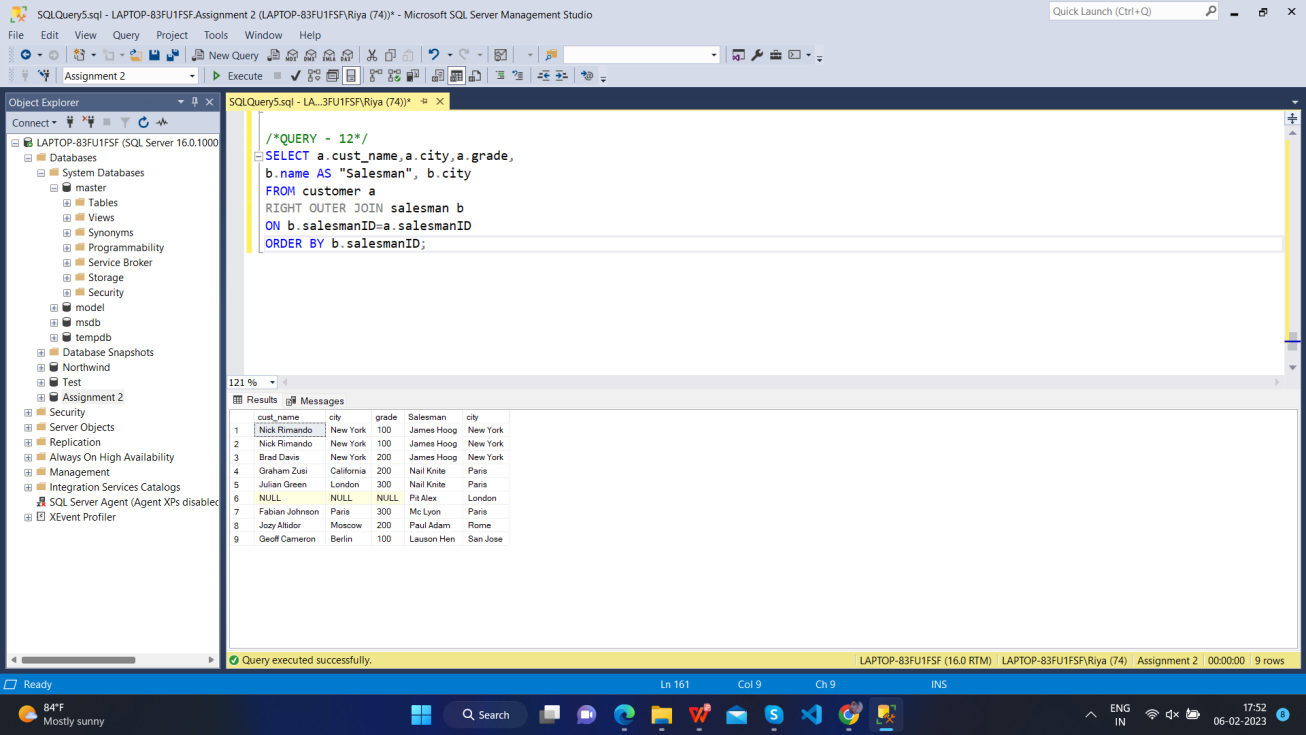 SQLQuery5.sql - LAPTOP-83FU1FSF.Assignment 2 (LAPTOP-83FU1FSF\Riya (74))* - Microsoft SQL Server Management Studio
Quick Launch (Ctrl+Q)
File Edit View Query Project Tools Window Help
New Query
Assignment 2 Execute
Object Explorer
SQLQuery5.sql - LA...3FU1FSF\Riya (74))*
Connect
LAPTOP-83FU1FSF (SQL Server 16.0.1000
Databases
System Databases
master
Tables
Views
Synonyms
Programmability
Service Broker
Storage
Security
model
msdb
tempdb
Database Snapshots
Northwind
Test
Assignment 2
Security
Server Objects
Replication
Always On High Availability
Management
Integration Services Catalogs
SQL Server Agent (Agent XPs disabled
XEvent Profiler
/*QUERY - 12*/
SELECT a.cust_name,a.city,a.grade,
b.name AS "Salesman", b.city
FROM customer a
RIGHT OUTER JOIN salesman b
ON b.salesmanID=a.salesmanID
ORDER BY b.salesmanID;
121 %
Results Messages
cust_name city grade Salesman city
1 Nick Rimando New York 100 James Hoog New York
2 Nick Rimando New York 100 James Hoog New York
3 Brad Davis New York 200 James Hoog New York
4 Graham Zusi California 200 Nail Knite Paris
5 Julian Green London 300 Nail Knite Paris
6 NULL NULL NULL Pit Alex London
7 Fabian Johnson Paris 300 Mc Lyon Paris
8 Jozy Altidor Moscow 200 Paul Adam Rome
9 Geoff Cameron Berlin 100 Lauson Hen San Jose
Query executed successfully. LAPTOP-83FU1FSF (16.0 RTM) LAPTOP-83FU1FSF\Riya (74) Assignment 2 00:00:00 9 rows
Ready Ln 161 Col 9 Ch 9 INS
84°F
Mostly sunny
Search
ENG
IN
17:52
06-02-2023
8